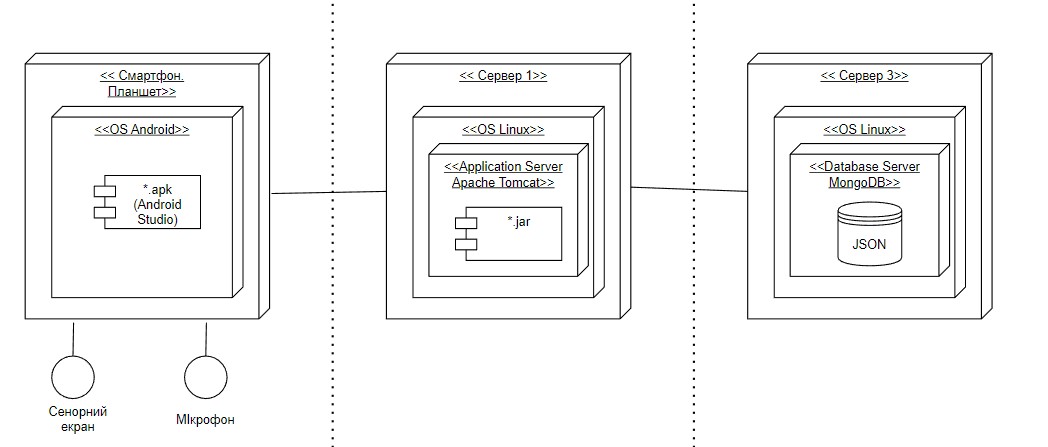 << Смартфон.
Планшет>>
<<OS Android>>
*.apk
(Android
Studio)
Сенорний
екран
МІкрофон
<< Сервер 1>>
<<OS Linux>>
<<Application Server
Apache Tomcat>>
*.jar
<< Сервер 3>>
<<OS Linux>>
<<Database Server
MongoDB>>
JSON